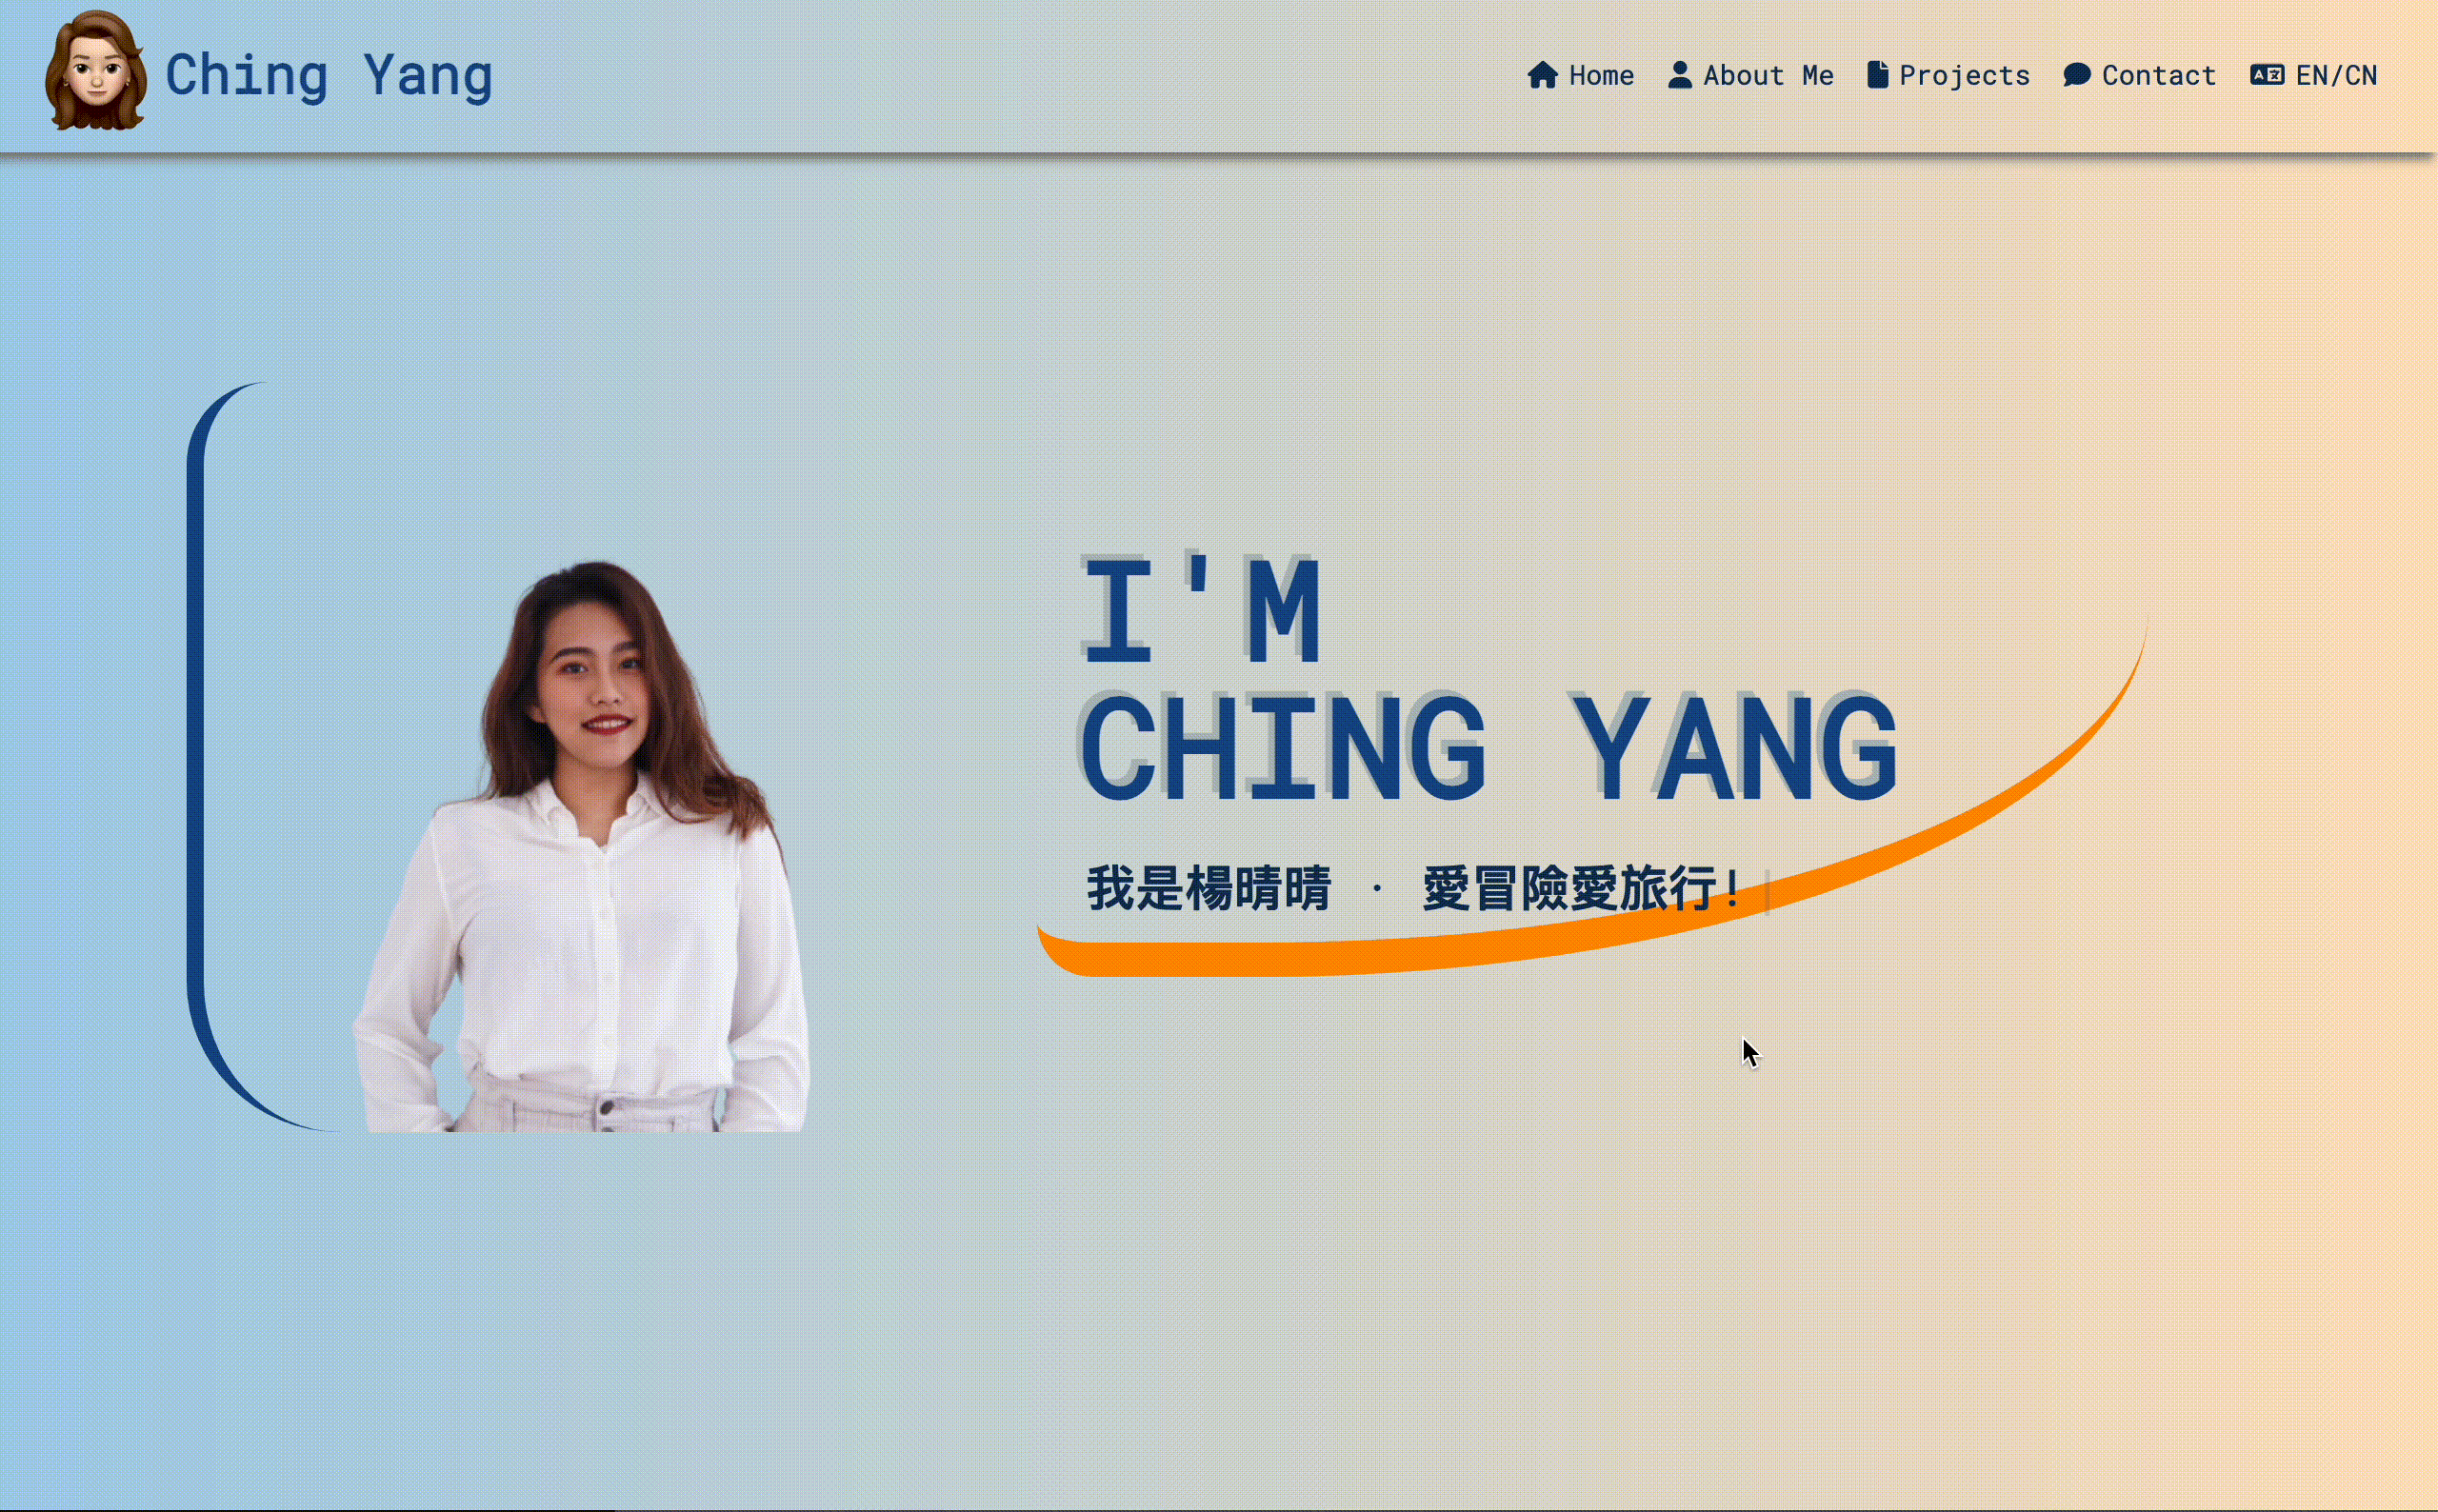 Ching Yang
Home
About Me
Projects
Contact
EN/CN
I'M
CHING YANG
我是楊晴晴 · 愛冒險愛旅行!